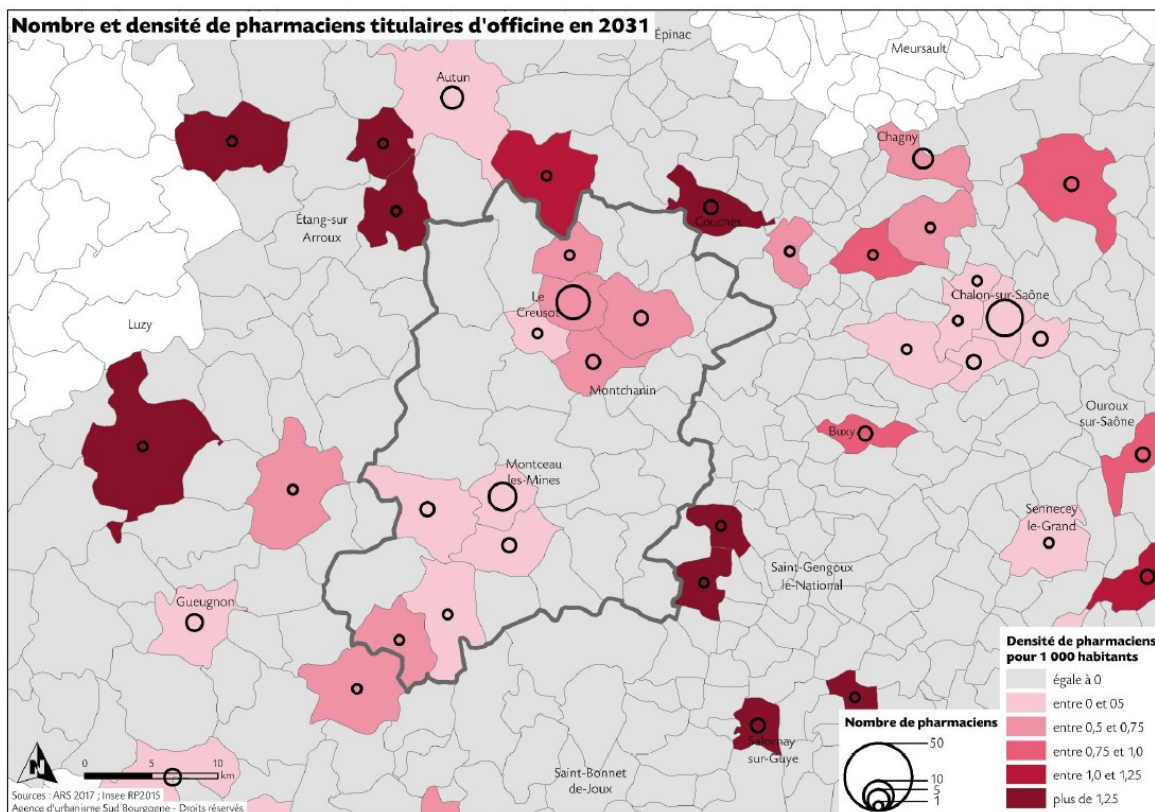 Nombre et densité de pharmaciens titulaires d'officine en 2031
Épinac
Meursault
Autun
Chagny
Étang-sur
Arroux
Couches
Le
Creusot
Chalon-sur-Saône
Luzy
Montchanin
Buxy
Ouroux
sur-Saône
Montceau
les-Mines
Sennecey
le-Grand
Saint-Gengoux
le-National
Gueugnon
Salornay
sur-Guye
Saint-Bonnet
de-Joux
Densité de pharmaciens
pour 1 000 habitants
égale à 0
entre 0 et 05
entre 0,5 et 0,75
entre 0,75 et 1,0
entre 1,0 et 1,25
plus de 1,25
Nombre de pharmaciens
50
10
5
1
N
0 5 10
km
Sources : ARS 2017 ; Insee RP2015
Agence d'urbanisme Sud Bourgogne - Droits réservés